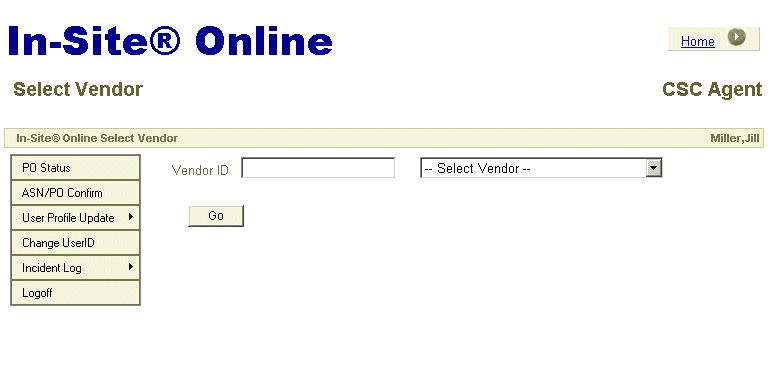 In-Site® Online
Home
Select Vendor
CSC Agent
In-Site® Online Select Vendor
Miller,Jill
PO Status
Vendor ID
-- Select Vendor --
ASN/PO Confirm
User Profile Update
Go
Change UserID
Incident Log
Logoff